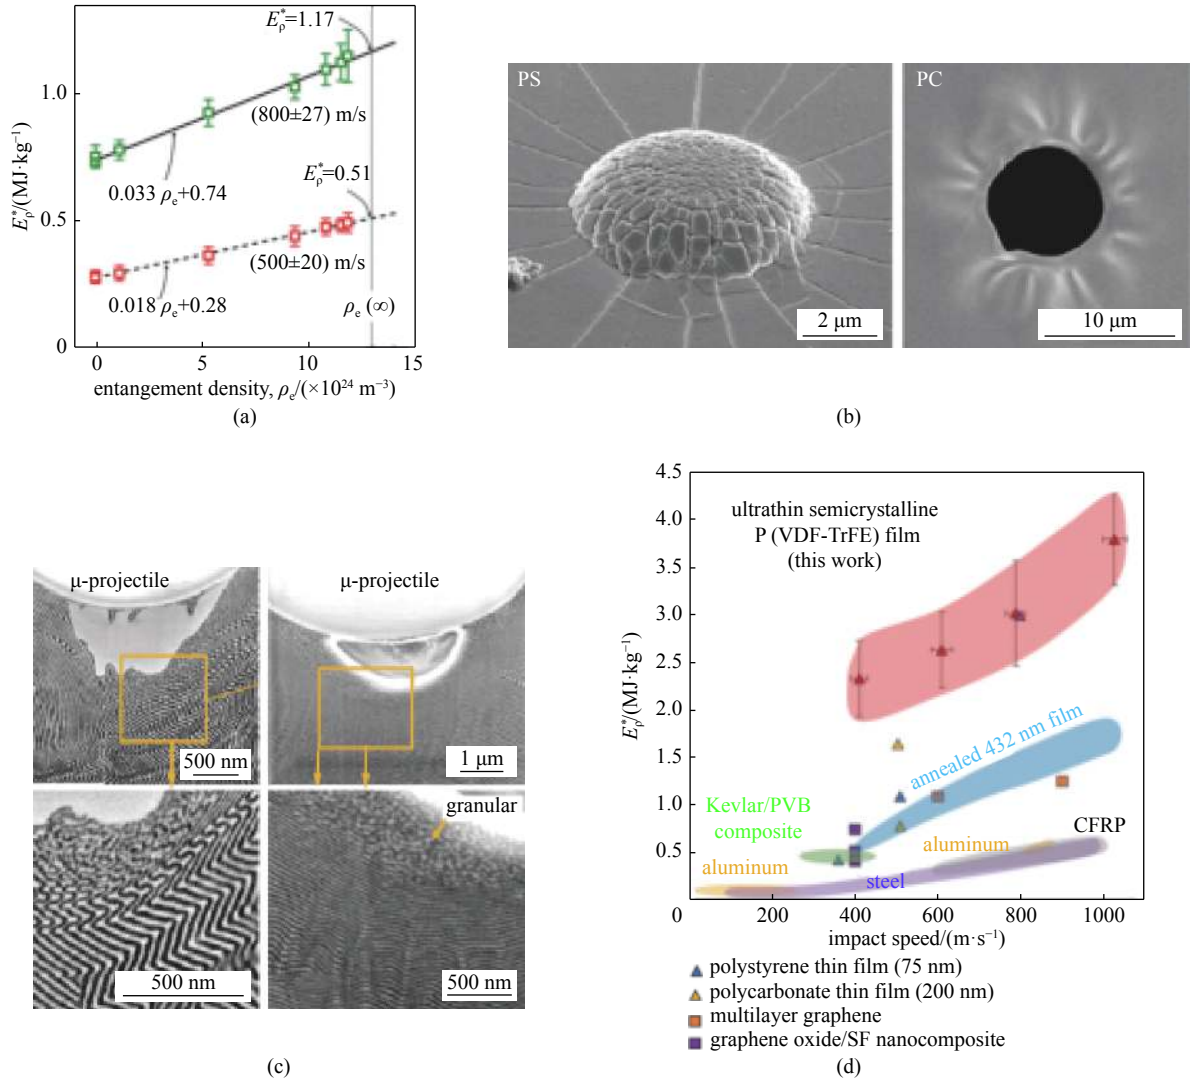 (a)
E*ρ=1.17
1.0
(800±27) m/s
E*ρ/(MJ·kg⁻¹)
0.033 ρe+0.74
E*ρ=0.51
0.5
(500±20) m/s
0.018 ρe+0.28
ρe (∞)
0
0 5 10 15
entangement density, ρe/(×10²⁴ m⁻³)
PS
2 μm
PC
10 μm
(b)
μ-projectile
500 nm
μ-projectile
1 μm
500 nm
granular
500 nm
(c)
4.5
4.0
3.5
3.0
2.5
2.0
1.5
1.0
0.5
0
E*ρ/(MJ·kg⁻¹)
ultrathin semicrystalline
P (VDF-TrFE) film
(this work)
annealed 432 nm film
Kevlar/PVB
composite
CFRP
aluminum
aluminum
steel
200 400 600 800 1000
impact speed/(m·s⁻¹)
polystyrene thin film (75 nm)
polycarbonate thin film (200 nm)
multilayer graphene
graphene oxide/SF nanocomposite
(d)